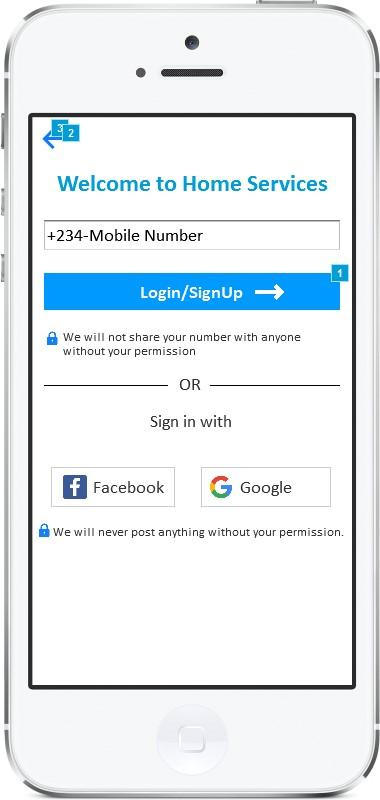 3 2
Welcome to Home Services
+234-Mobile Number
1
Login/SignUp
We will not share your number with anyone
without your permission
OR
Sign in with
Facebook Google
We will never post anything without your permission.